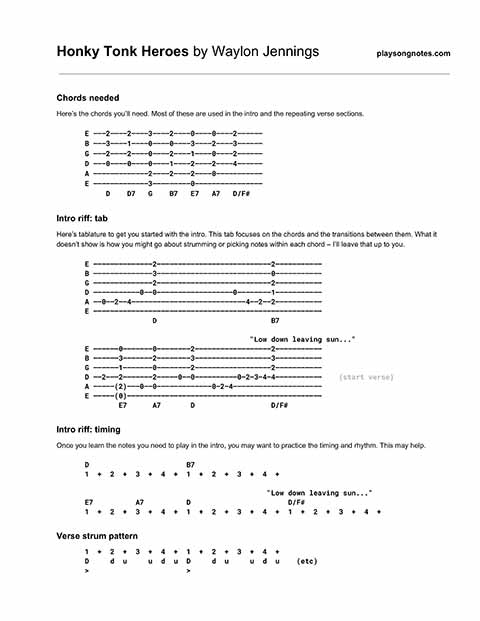 Honky Tonk Heroes by Waylon Jennings playsongnotes.com
Chords needed
Here's the chords you'll need. Most of these are used in the intro and the repeating verse sections.
E ---2----2---3----2----0----0----2------
B ---3----1---0----0----3----2----3------
G ---2----2---0----2----1----0----2------
D ---0----0---0----1----2----2----4------
A -------------2----2----2----0-----------
E -------------3---------0----------------
D D7 G B7 E7 A7 D/F#
Intro riff: tab
Here's tablature to get you started with the intro. This tab focuses on the chords and the transitions between them. What it
doesn't show is how you might go about strumming or picking notes within each chord – I'll leave that up to you.
E --------------2---------------------------2-----------
B --------------3---------------------------0-----------
G --------------2---------------------------2-----------
D -----------0--0------------------0--------1-----------
A --0--2--4---------------------------4--2--2-----------
E ------------------------------------------------------
D B7
"Low down leaving sun..."
E ------0-------0--------2------------------2-----------
B ------3-------2--------3------------------3-----------
G ------1-------0--------2------------------2-----------
D --2---2-------2-----0--0----------0-2-3-4-4----------- (start verse)
A -----(2)---0--0-------------0-2-4---------------------
E -----(0)----------------------------------------------
E7 A7 D D/F#
Intro riff: timing
Once you learn the notes you need to play in the intro, you may want to practice the timing and rhythm. This may help.
D B7
1 + 2 + 3 + 4 + 1 + 2 + 3 + 4 +
"Low down leaving sun..."
E7 A7 D D/F#
1 + 2 + 3 + 4 + 1 + 2 + 3 + 4 + 1 + 2 + 3 + 4 +
Verse strum pattern
1 + 2 + 3 + 4 + 1 + 2 + 3 + 4 +
D d u u d u D d u u d u (etc)
> >